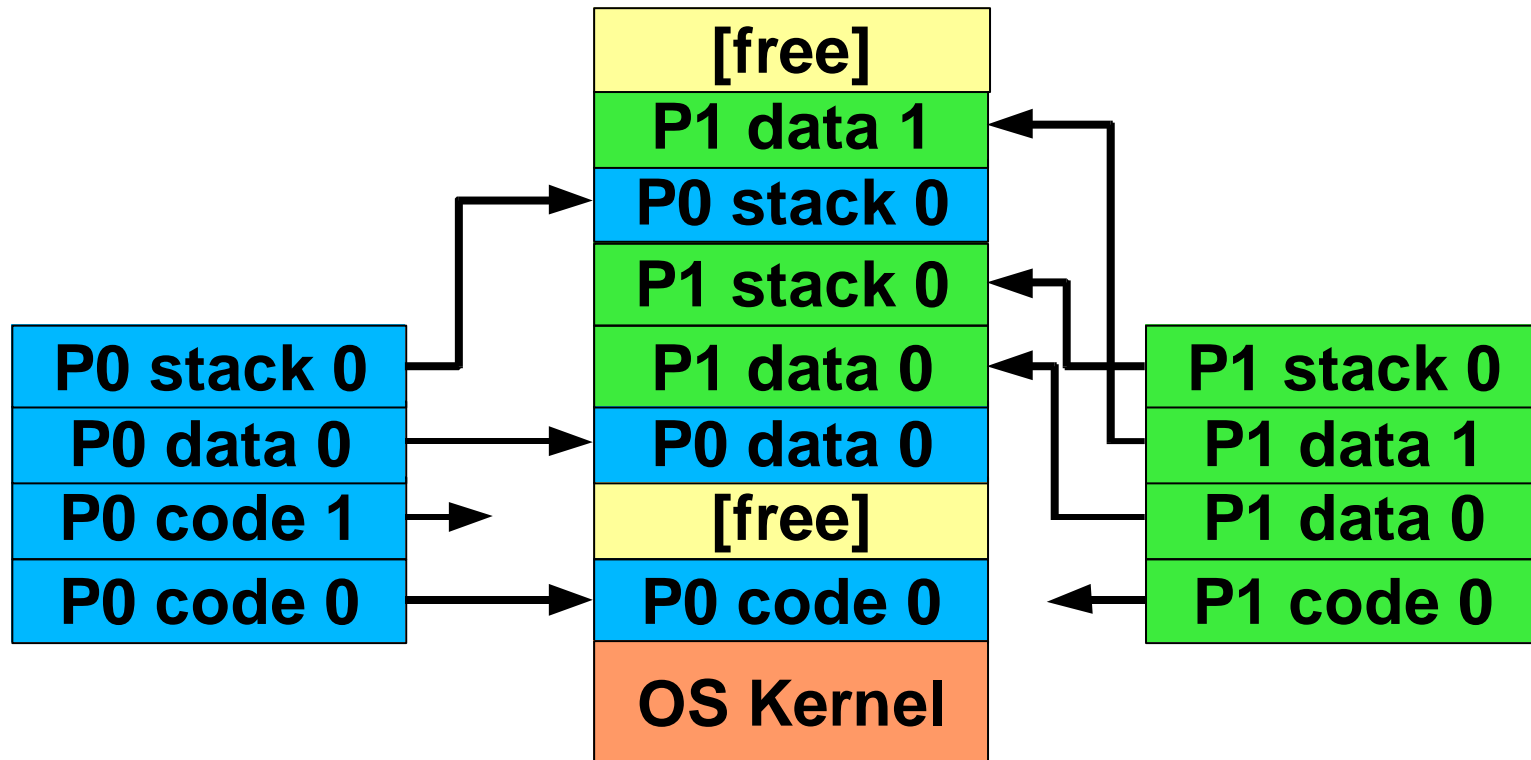 [free]
P1 data 1
P0 stack 0
P1 stack 0
P1 data 0
P0 data 0
[free]
P0 code 0
OS Kernel
P0 stack 0
P0 data 0
P0 code 1
P0 code 0
P1 stack 0
P1 data 1
P1 data 0
P1 code 0